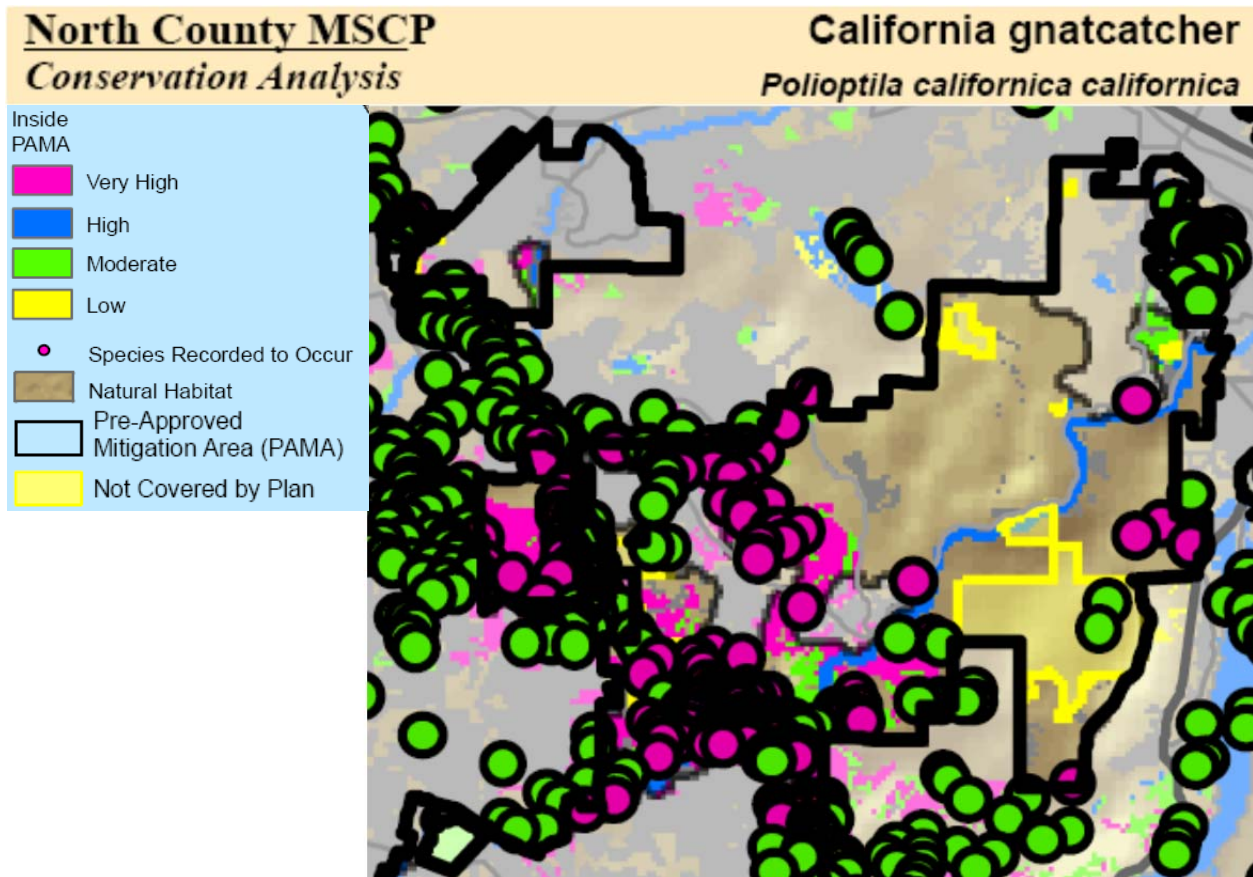 North County MSCP
Conservation Analysis
California gnatcatcher
Polioptila californica californica
Inside
PAMA
Very High
High
Moderate
Low
Species Recorded to Occur
Natural Habitat
Pre-Approved
Mitigation Area (PAMA)
Not Covered by Plan